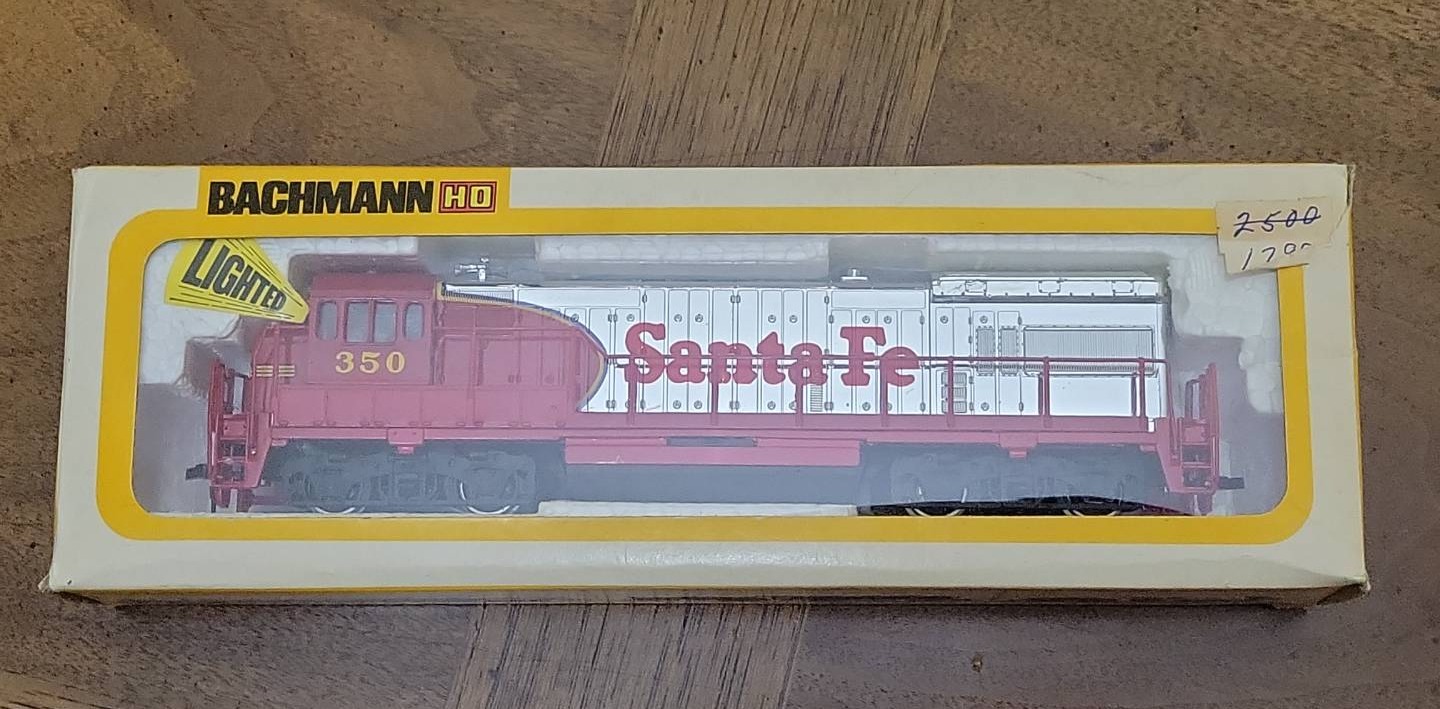 BACHMANN HO
2500
LIGHTED
350
Santa Fe